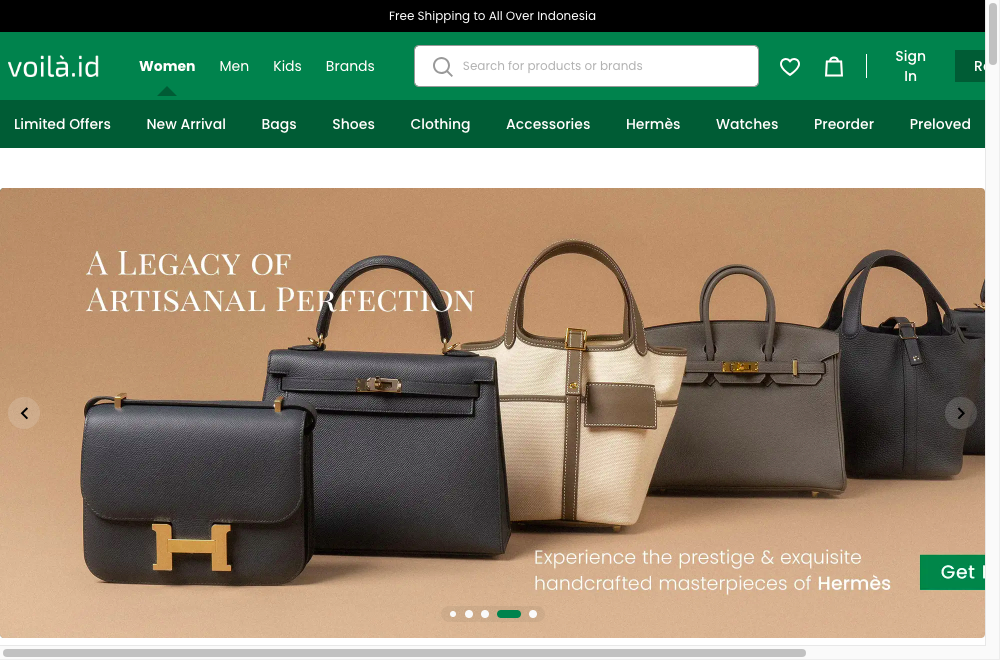 Free Shipping to All Over Indonesia
voilà.id
Women Men Kids Brands
Search for products or brands
Sign In
Limited Offers New Arrival Bags Shoes Clothing Accessories Hermès Watches Preorder Preloved
A Legacy of
Artisanal Perfection
Experience the prestige & exquisite
handcrafted masterpieces of Hermès
Get